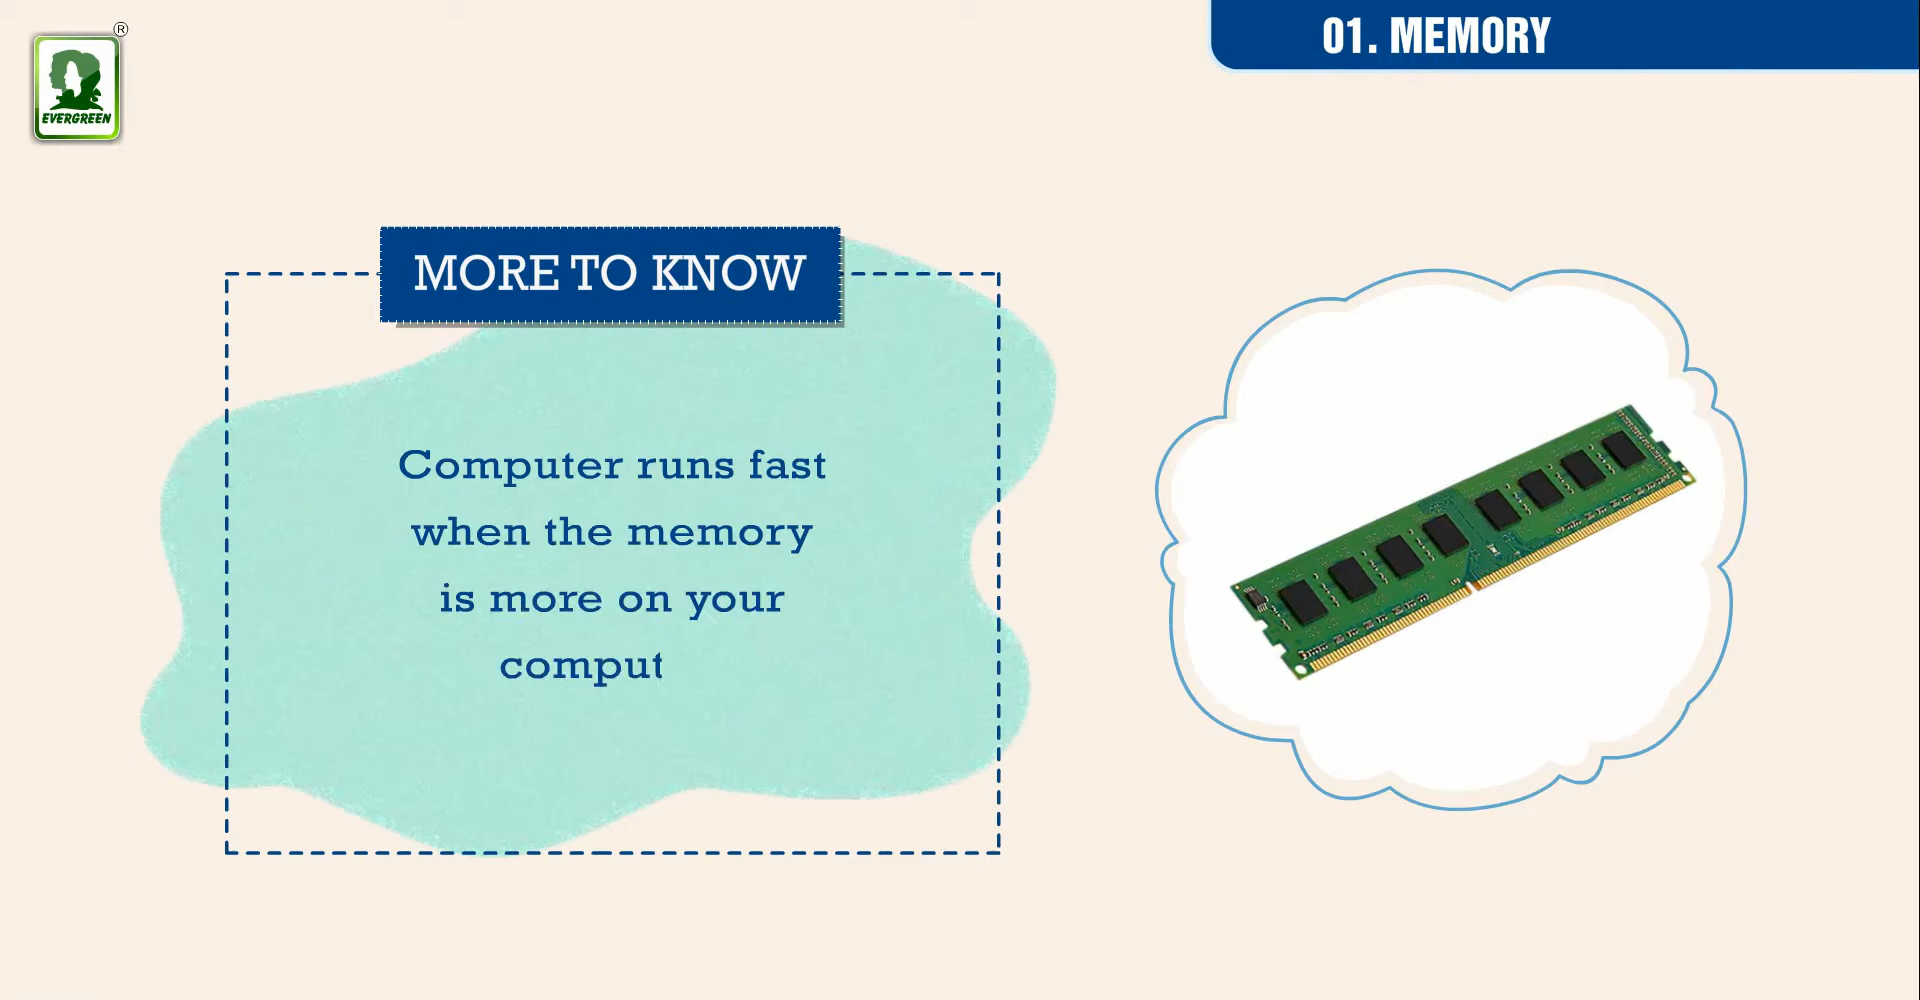 ®
EVERGREEN
01. MEMORY
MORE TO KNOW
Computer runs fast
when the memory
is more on your
comput